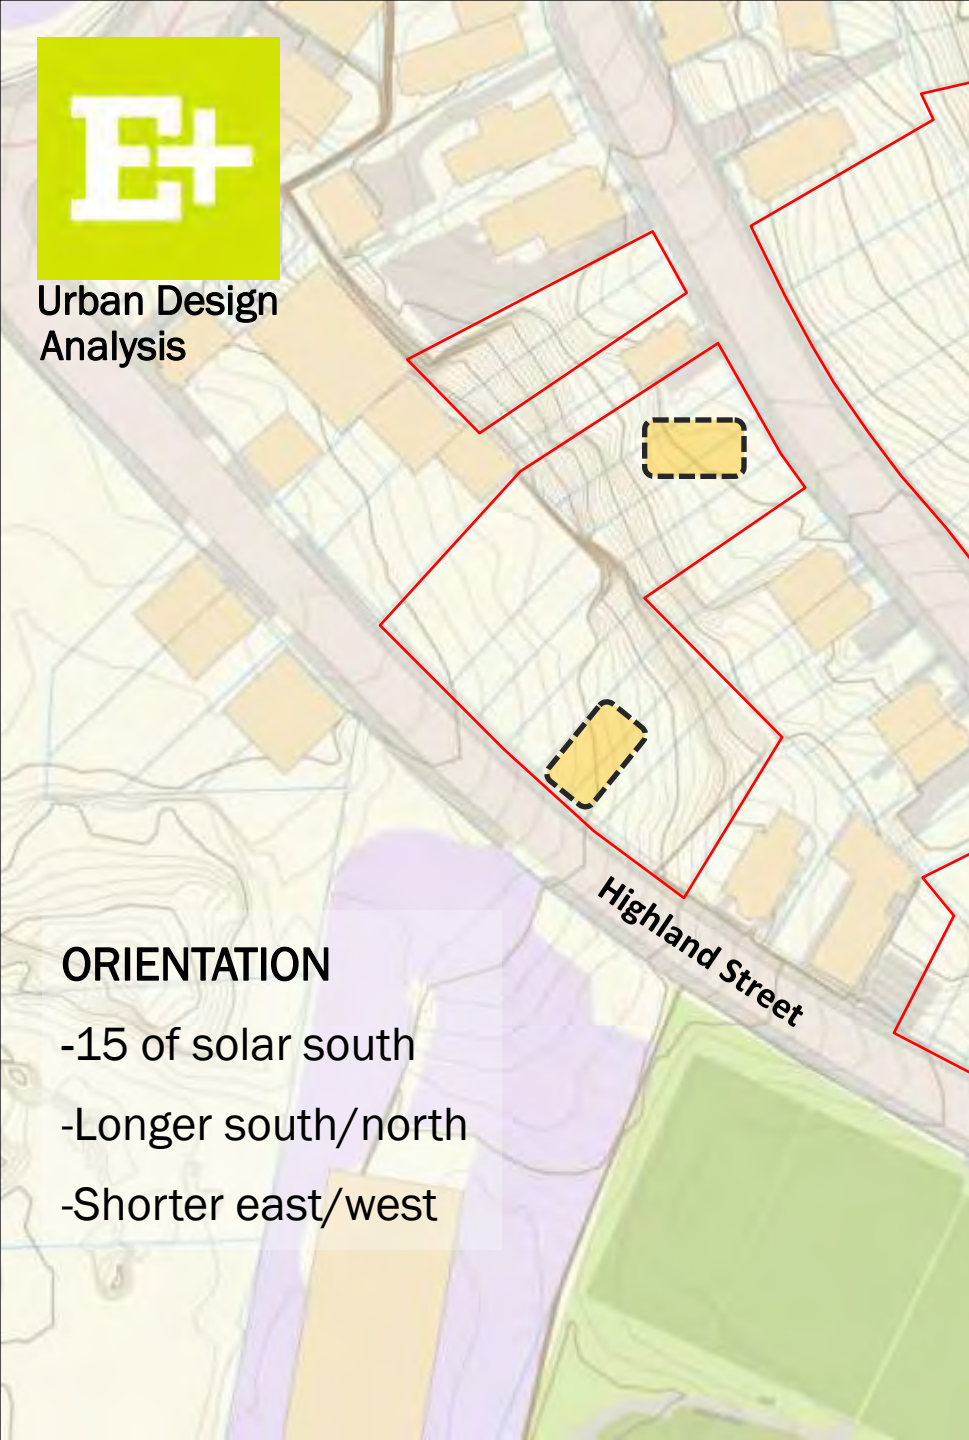 E+
Urban Design
Analysis
Highland Street
ORIENTATION
-15 of solar south
-Longer south/north
-Shorter east/west